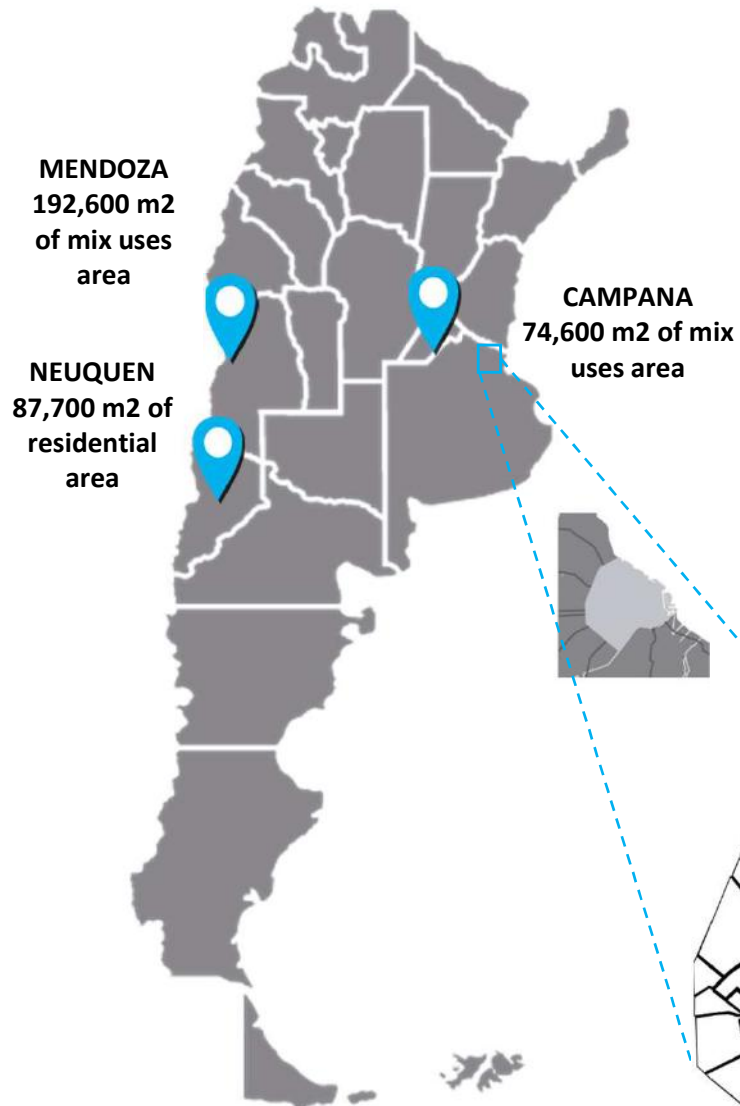 MENDOZA
192,600 m2
of mix uses
area
CAMPANA
74,600 m2 of mix
uses area
NEUQUEN
87,700 m2 of
residential
area